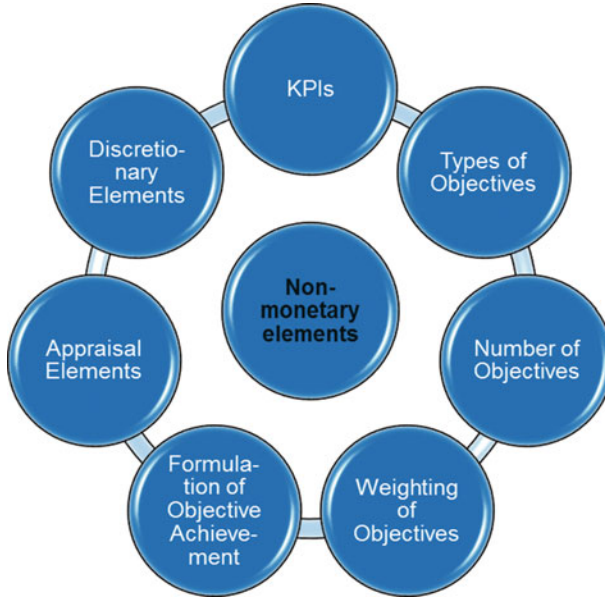 KPIs
Types of
Objectives
Number of
Objectives
Weighting
of
Objectives
Formula-
tion of
Objective
Achieve-
ment
Appraisal
Elements
Discretio-
nary
Elements
Non-
monetary
elements